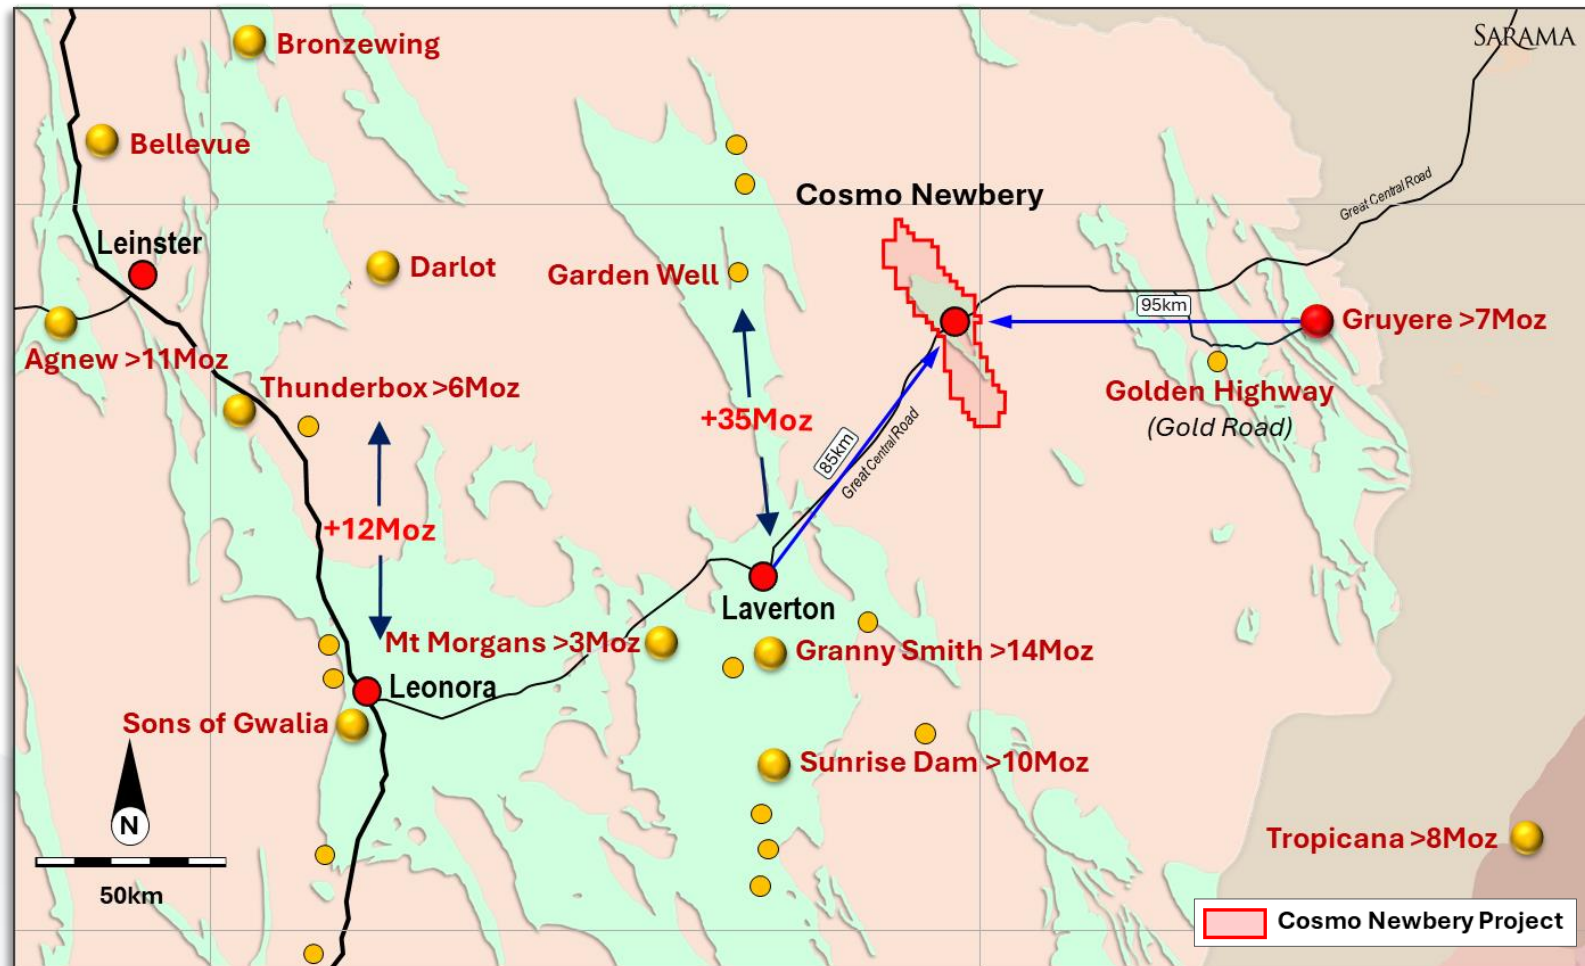 SARAMA
Bronzewing
Bellevue
Cosmo Newbery
Great Central Road
Leinster
Darlot
Garden Well
95km
Gruyere >7Moz
Agnew >11Moz
Thunderbox >6Moz
Golden Highway
(Gold Road)
+35Moz
85km
Great Central Road
+12Moz
Laverton
Mt Morgans >3Moz
Granny Smith >14Moz
Leonora
Sons of Gwalia
Sunrise Dam >10Moz
N
Tropicana >8Moz
50km
Cosmo Newbery Project